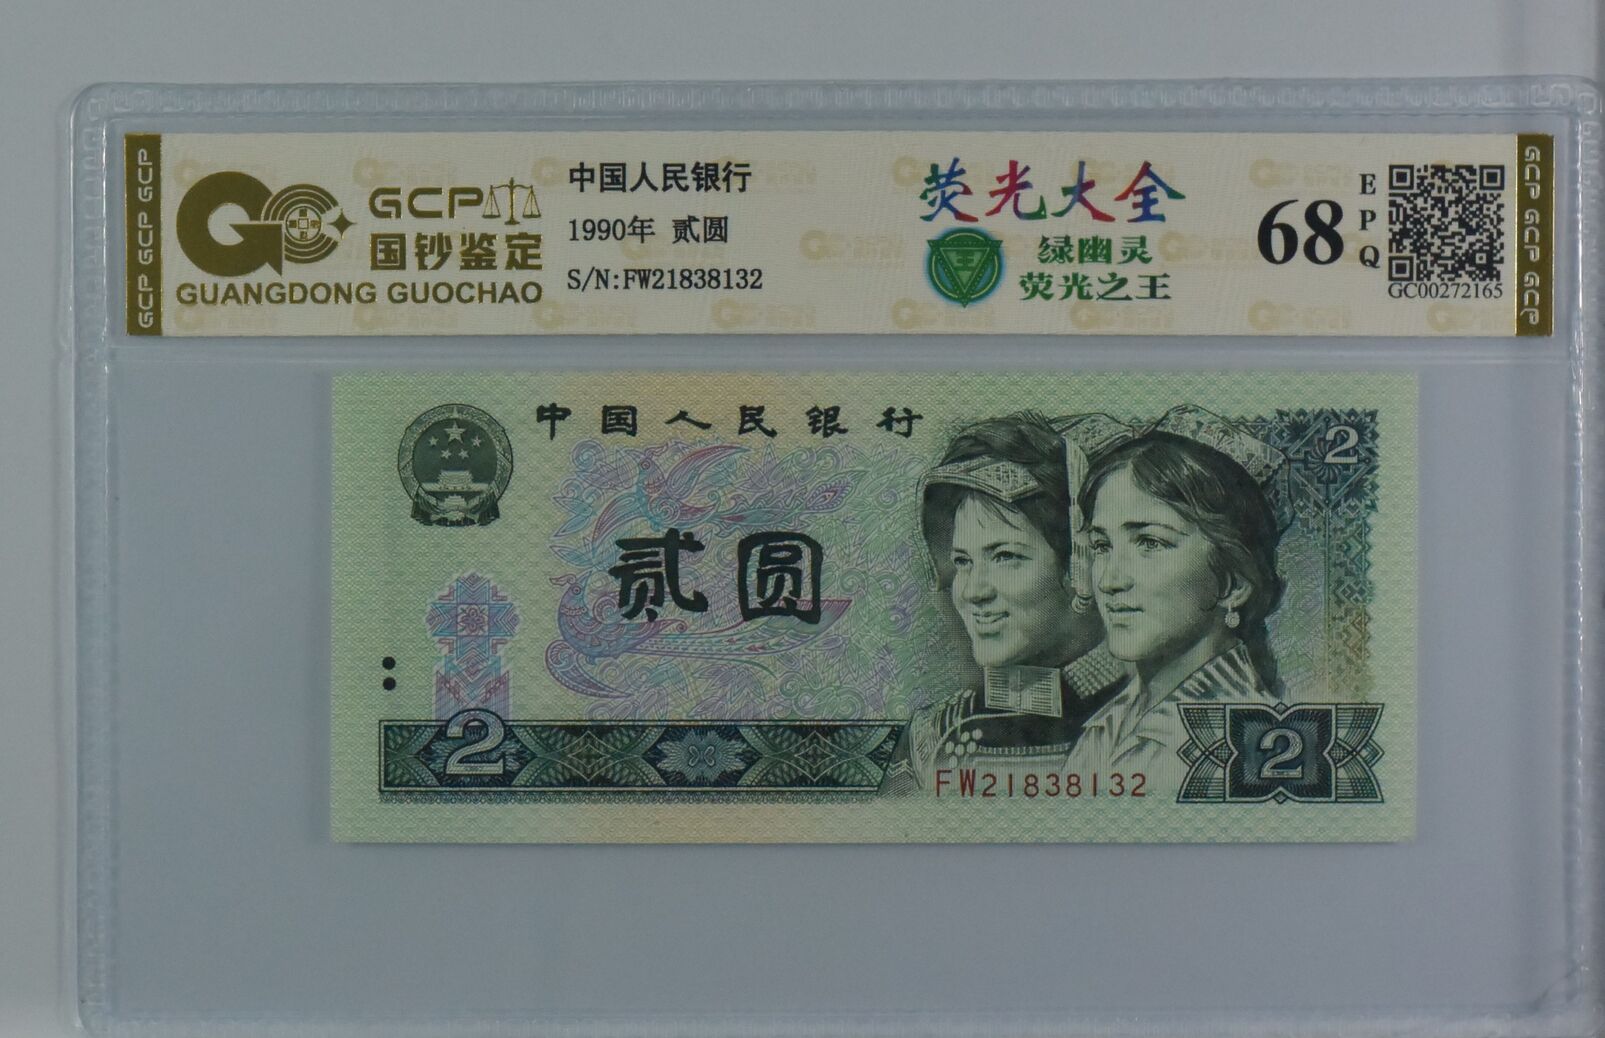 GCP GCP GCP
GCP
国钞鉴定
GUANGDONG GUOCHAO
中国人民银行
1990年 贰圆
S/N:FW21838132
荧光大全
王
绿幽灵
荧光之王
68
E
P
Q
GC00272165
GCP GCP GCP
中国人民银行
2
贰圆
2
FW21838132
2